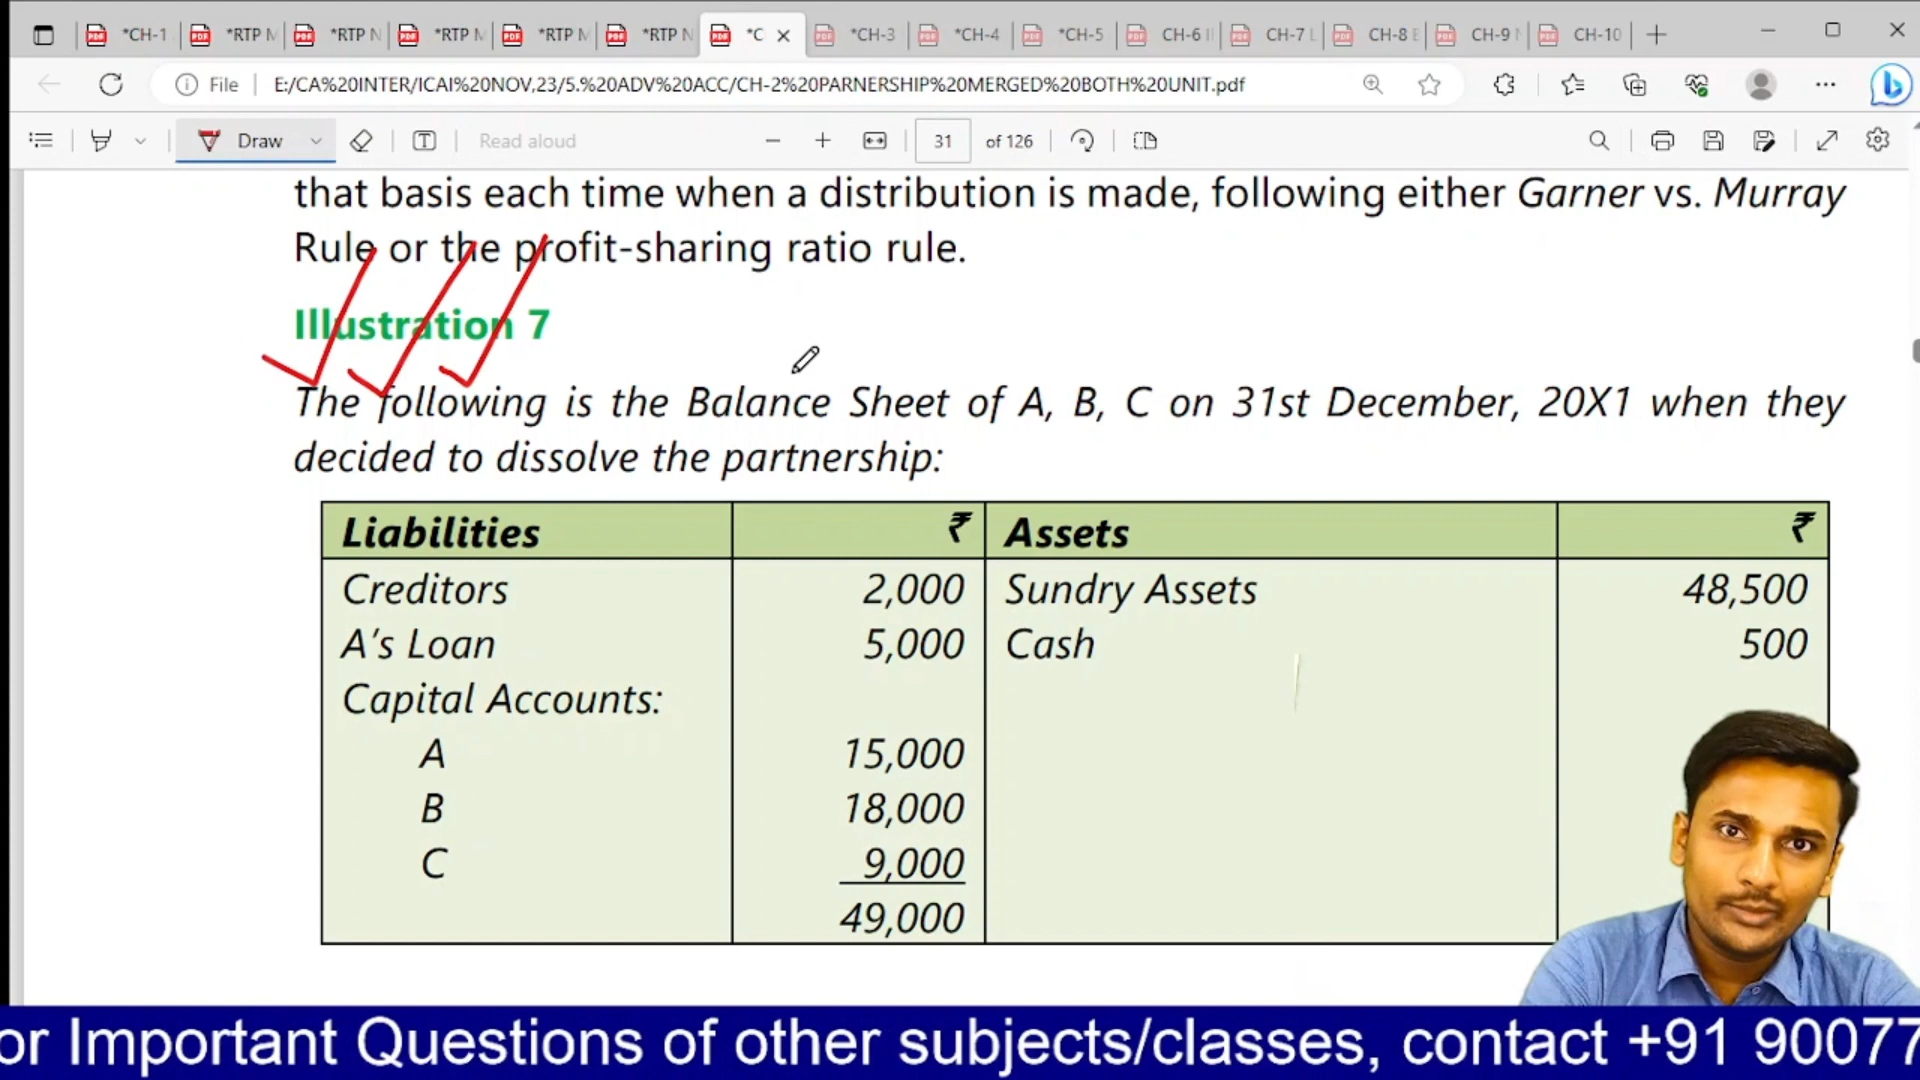 *CH-1 *RTP M *RTP N *RTP M *RTP M *RTP N *C *CH-3 *CH-4 *CH-5 CH-6 CH-7 CH-8 CH-9 CH-10
File E:/CA%20INTER/ICAI%20NOV,23/5.%20ADV%20ACC/CH-2%20PARNERSHIP%20MERGED%20BOTH%20UNIT.pdf
Draw Read aloud 31 of 126
that basis each time when a distribution is made, following either Garner vs. Murray
Rule or the profit-sharing ratio rule.
Illustration 7
The following is the Balance Sheet of A, B, C on 31st December, 20X1 when they
decided to dissolve the partnership:
Liabilities ₹ Assets ₹
Creditors 2,000 Sundry Assets 48,500
A's Loan 5,000 Cash 500
Capital Accounts:
A 15,000
B 18,000
C 9,000
49,000
or Important Questions of other subjects/classes, contact +91 90077